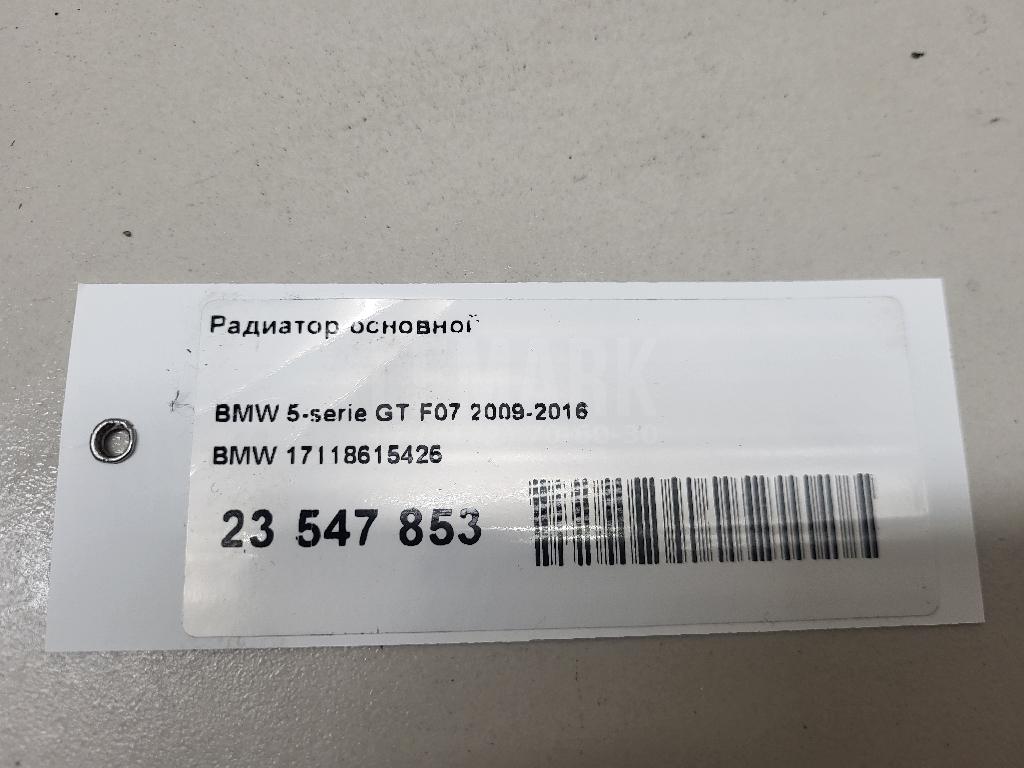 Радиатор основной
BMW 5-serie GT F07 2009-2016
BMW 17118615426
23 547 853